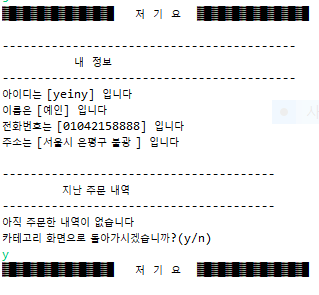 저 기 요
---------------------------------------
내 정보
---------------------------------------
아이디는 [yeiny] 입니다
이름은 [예인] 입니다
전화번호는 [01042158888] 입니다
주소는 [서울시 은평구 불광 ] 입니다
------------------------------------
지난 주문 내역
------------------------------------
아직 주문한 내역이 없습니다
카테고리 화면으로 돌아가시겠습니까?(y/n)
y
저 기 요